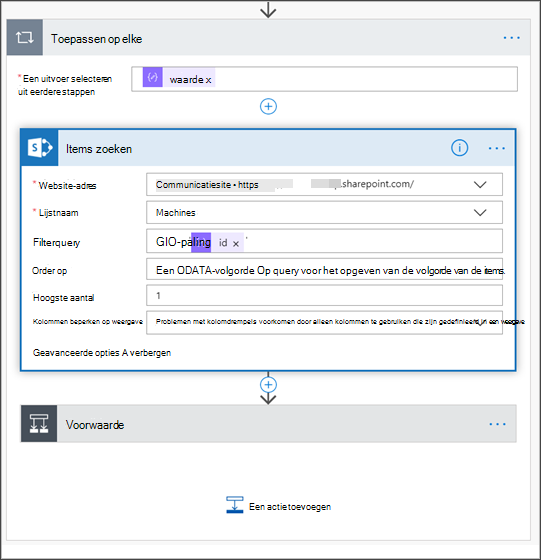 Toepassen op elke
* Een uitvoer selecteren
uit eerdere stappen
waarde x
Items zoeken
* Website-adres
Communicatiesite • https sharepoint.com/
* Lijstnaam
Machines
Filterquery
GIO-paling id x '
Order op
Een ODATA-volgorde Op query voor het opgeven van de volgorde van de items.
Hoogste aantal
1
Kolommen beperken op weergave
Problemen met kolomdrempels voorkomen door alleen kolommen te gebruiken die zijn gedefinieerd in een weergave
Geavanceerde opties A verbergen
Voorwaarde
Een actie toevoegen